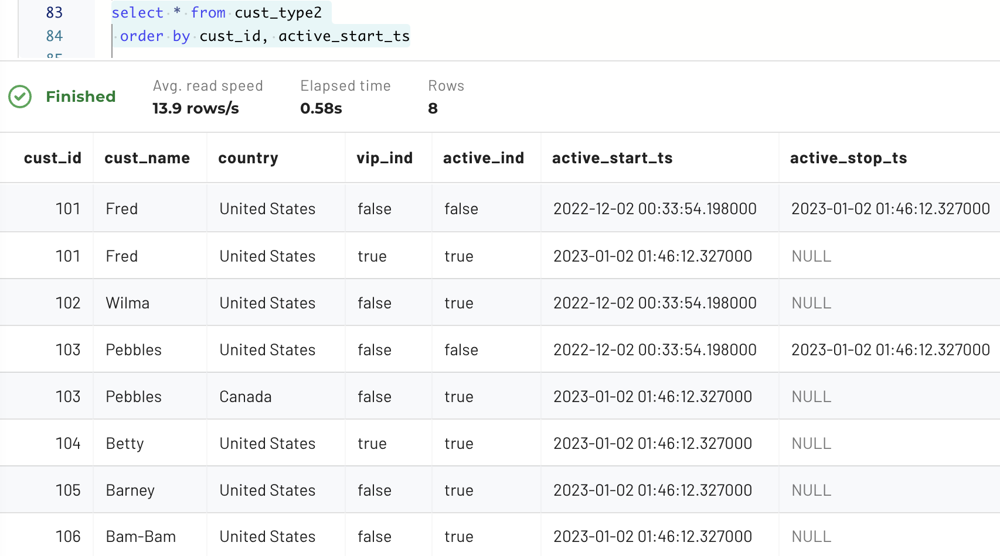 83 select * from cust_type2
84 order by cust_id, active_start_ts
85
Finished
Avg. read speed Elapsed time Rows
13.9 rows/s 0.58s 8
cust_id cust_name country vip_ind active_ind active_start_ts active_stop_ts
101 Fred United States false false 2022-12-02 00:33:54.198000 2023-01-02 01:46:12.327000
101 Fred United States true true 2023-01-02 01:46:12.327000 NULL
102 Wilma United States false true 2022-12-02 00:33:54.198000 NULL
103 Pebbles United States false false 2022-12-02 00:33:54.198000 2023-01-02 01:46:12.327000
103 Pebbles Canada false true 2023-01-02 01:46:12.327000 NULL
104 Betty United States true true 2023-01-02 01:46:12.327000 NULL
105 Barney United States false true 2023-01-02 01:46:12.327000 NULL
106 Bam-Bam United States false true 2023-01-02 01:46:12.327000 NULL